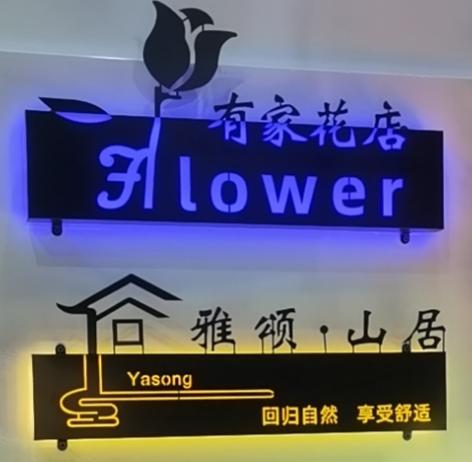 有家花店
Flower
雅颂·山居
Yasong
回归自然 享受舒适